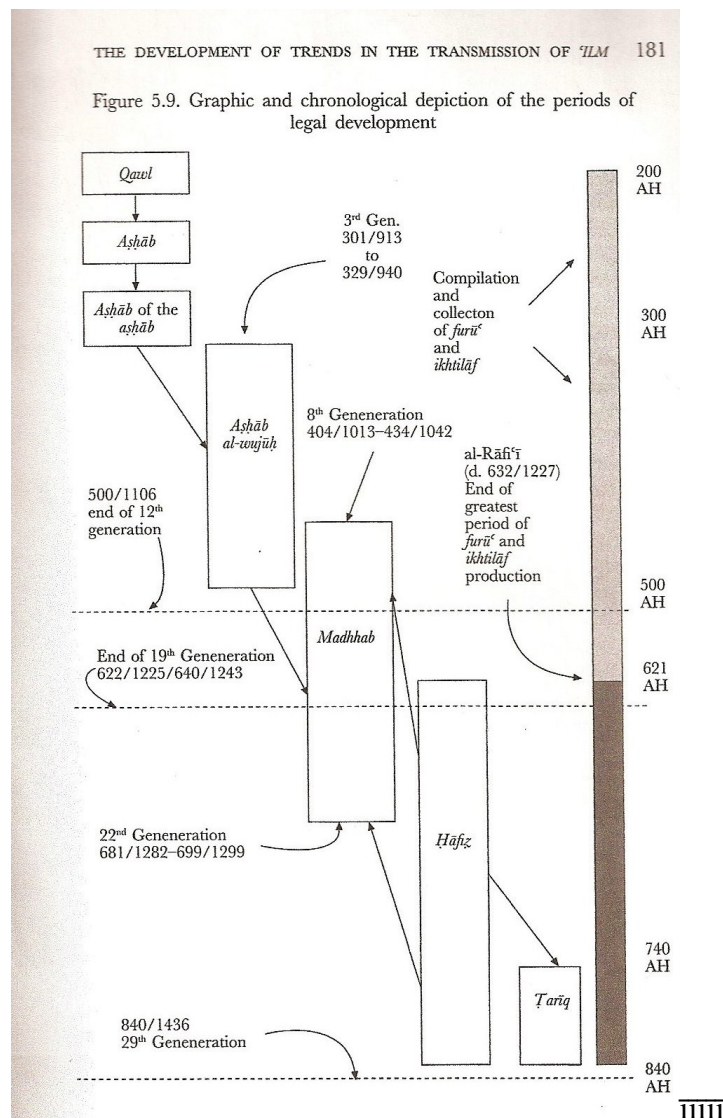 THE DEVELOPMENT OF TRENDS IN THE TRANSMISSION OF ʿILM 181
Figure 5.9. Graphic and chronological depiction of the periods of
legal development
Qawl
Aṣḥāb
Aṣḥāb of the
aṣḥāb
3rd Gen.
301/913
to
329/940
200
AH
Compilation
and
collecton
of furūʿ
and
ikhtilāf
300
AH
Aṣḥāb
al-wujūḥ
8th Geneneration
404/1013–434/1042
al-Rāfiʿī
(d. 632/1227)
End of
greatest
period of
furūʿ and
ikhtilāf
production
500/1106
end of 12th
generation
500
AH
Madhhab
End of 19th Geneneration
622/1225/640/1243
621
AH
22nd Geneneration
681/1282–699/1299
Ḥāfiẓ
740
AH
Ṭarīq
840/1436
29th Geneneration
840
AH
11111